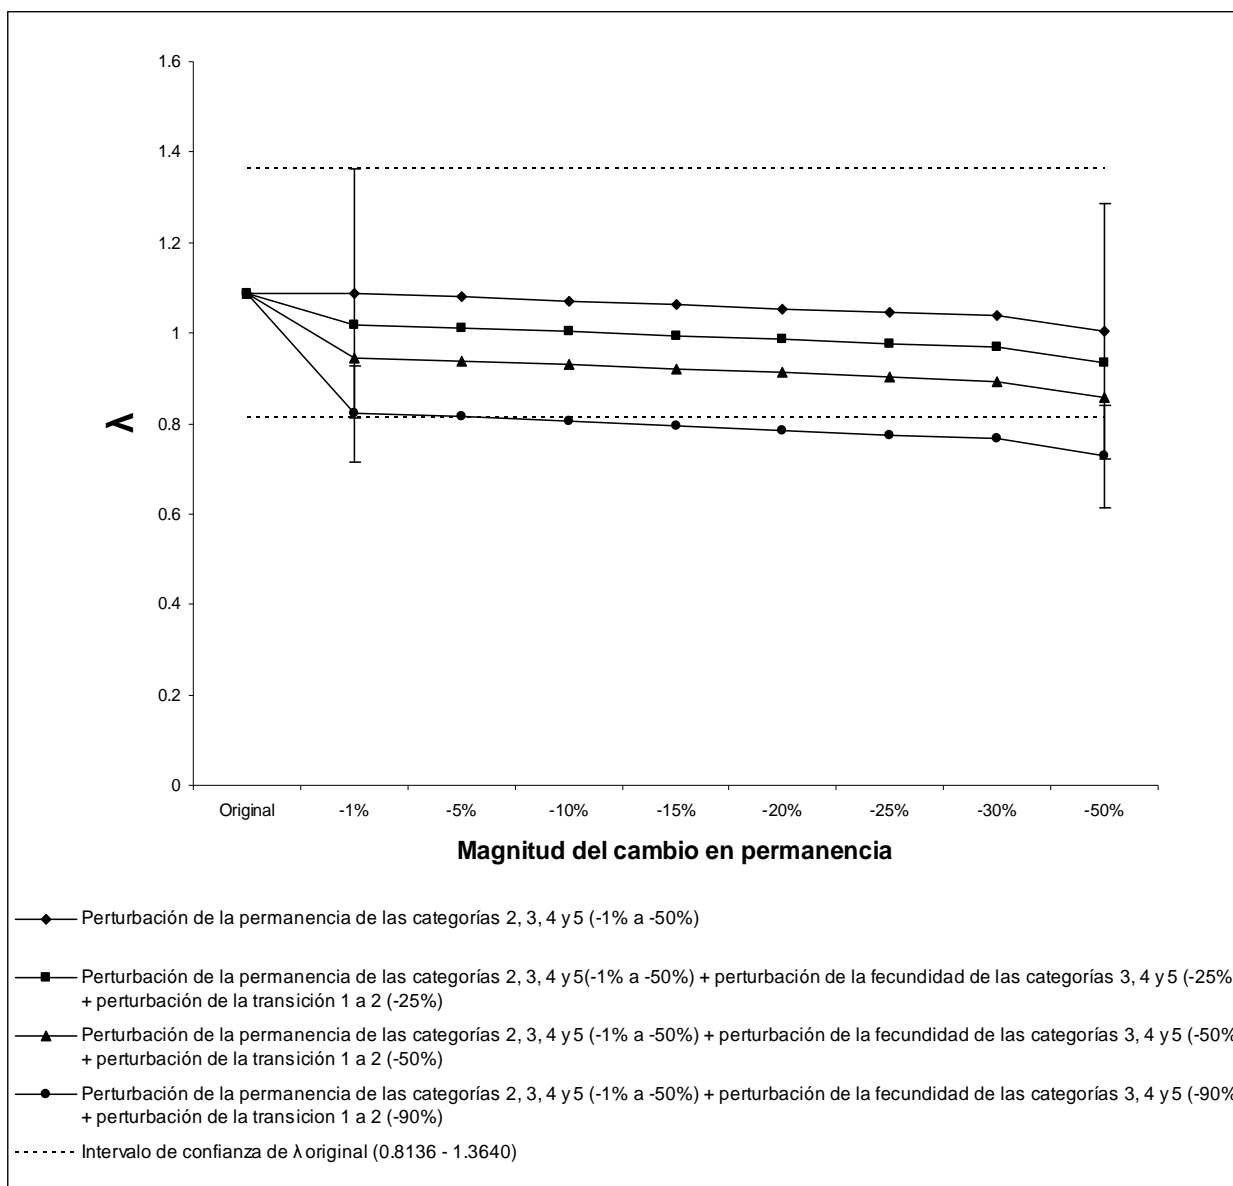 1.6
1.4
1.2
1
0.8
0.6
0.4
0.2
0
λ
Original -1% -5% -10% -15% -20% -25% -30% -50%
Magnitud del cambio en permanencia
Perturbación de la permanencia de las categorías 2, 3, 4 y 5 (-1% a -50%)
Perturbación de la permanencia de las categorías 2, 3, 4 y 5(-1% a -50%) + perturbación de la fecundidad de las categorías 3, 4 y 5 (-25%
+ perturbación de la transición 1 a 2 (-25%)
Perturbación de la permanencia de las categorías 2, 3, 4 y 5 (-1% a -50%) + perturbación de la fecundidad de las categorías 3, 4 y 5 (-50%
+ perturbación de la transición 1 a 2 (-50%)
Perturbación de la permanencia de las categorías 2, 3, 4 y 5 (-1% a -50%) + perturbación de la fecundidad de las categorías 3, 4 y 5 (-90%
+ perturbación de la transicion 1 a 2 (-90%)
Intervalo de confianza de λ original (0.8136 - 1.3640)